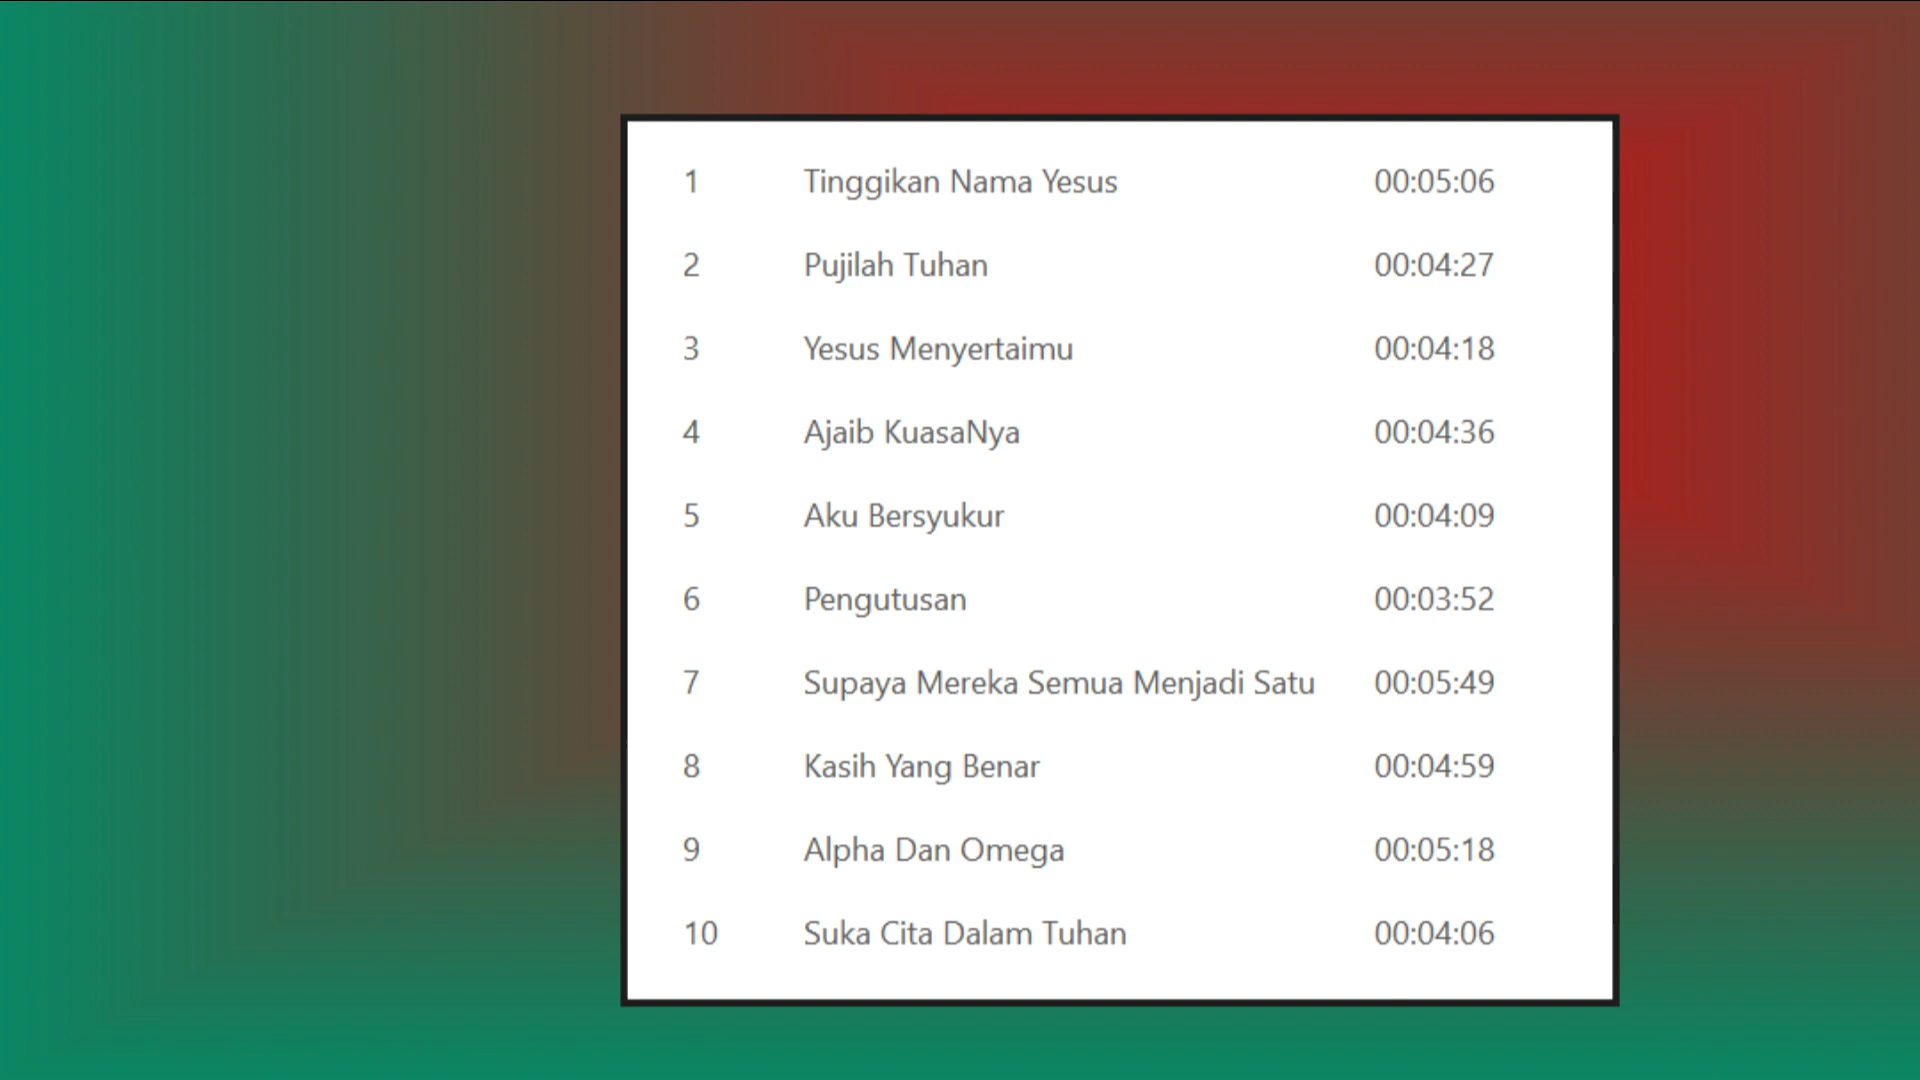 1 Tinggikan Nama Yesus 00:05:06
2 Pujilah Tuhan 00:04:27
3 Yesus Menyertaimu 00:04:18
4 Ajaib KuasaNya 00:04:36
5 Aku Bersyukur 00:04:09
6 Pengutusan 00:03:52
7 Supaya Mereka Semua Menjadi Satu 00:05:49
8 Kasih Yang Benar 00:04:59
9 Alpha Dan Omega 00:05:18
10 Suka Cita Dalam Tuhan 00:04:06